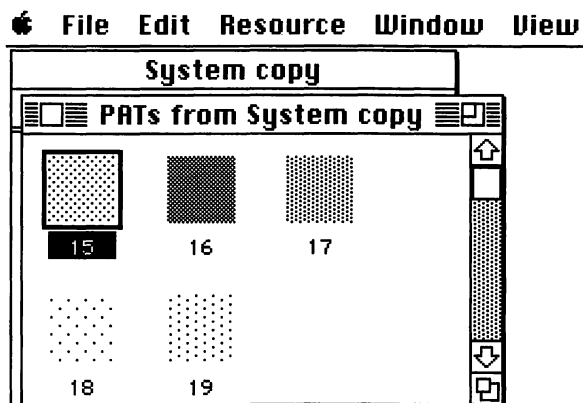 File Edit Resource Window View
System copy
PATs from System copy
15 16 17
18 19